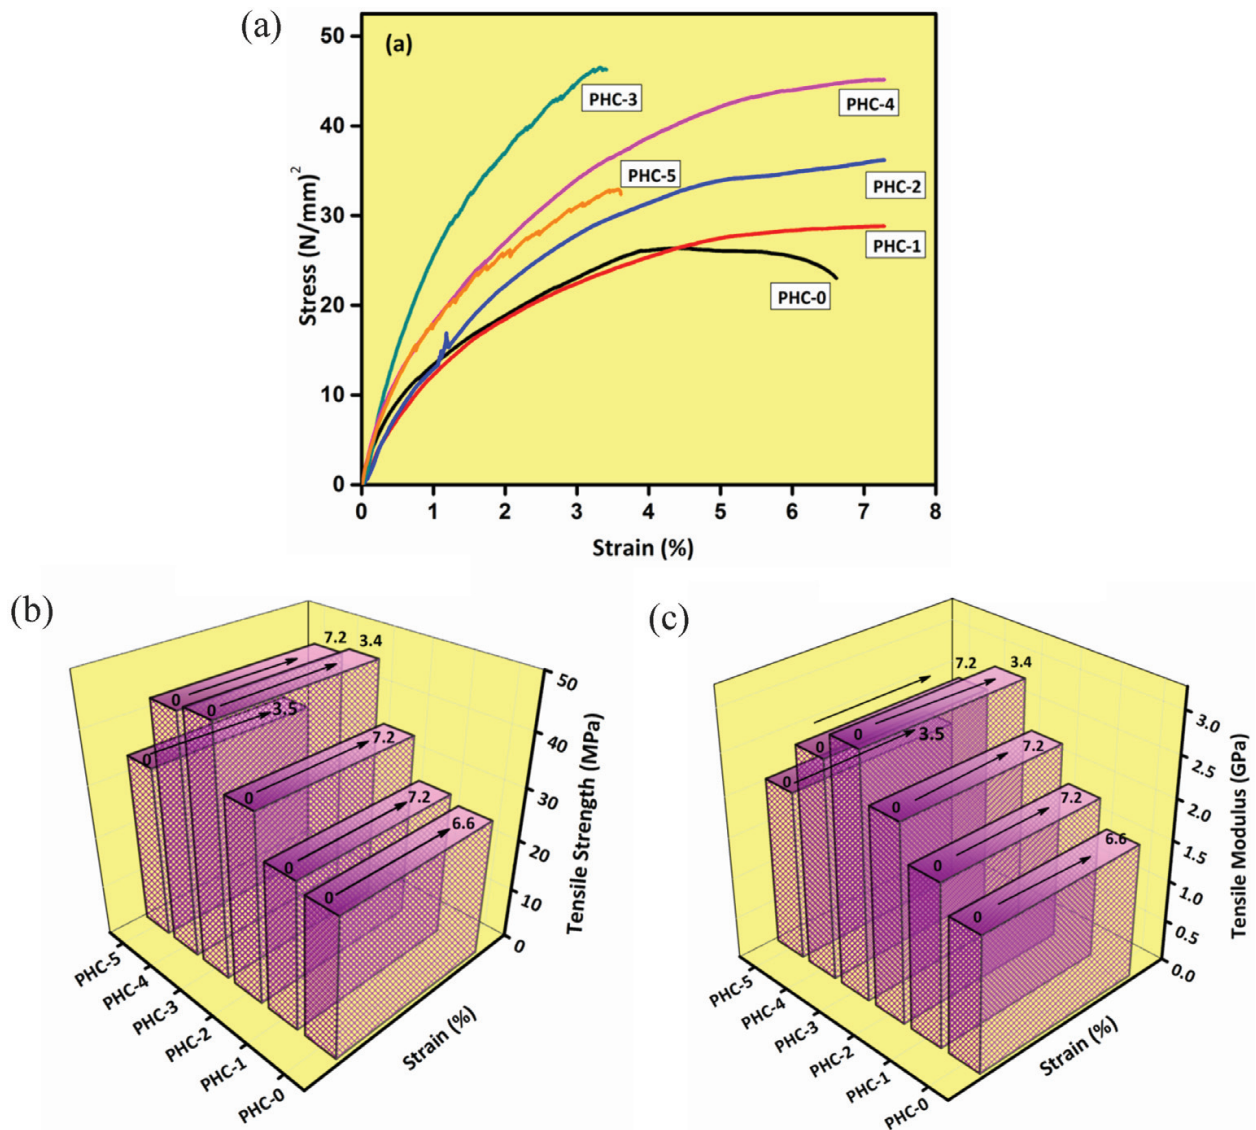 (a)
(a)
50
40
30
20
10
0
Stress (N/mm)²
PHC-3
PHC-4
PHC-5
PHC-2
PHC-1
PHC-0
0 1 2 3 4 5 6 7 8
Strain (%)
(b)
7.2 3.4
0
0
3.5
0
7.2
0
7.2
0
6.6
0
50
40
30
20
10
0
Tensile Strength (MPa)
PHC-5
PHC-4
PHC-3
PHC-2
PHC-1
PHC-0
Strain (%)
(c)
7.2 3.4
0
0
3.5
0
7.2
0
7.2
0
6.6
0
3.0
2.5
2.0
1.5
1.0
0.5
0.0
Tensile Modulus (GPa)
PHC-5
PHC-4
PHC-3
PHC-2
PHC-1
PHC-0
Strain (%)